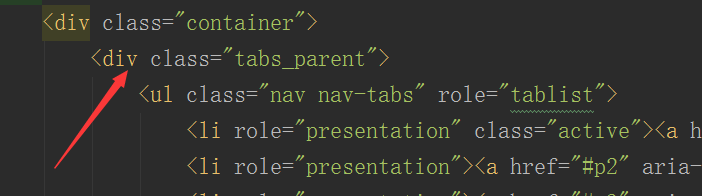 <div class="container">
<div class="tabs_parent">
<ul class="nav nav-tabs" role="tablist">
<li role="presentation" class="active"><a h
<li role="presentation"><a href="#p2" aria-